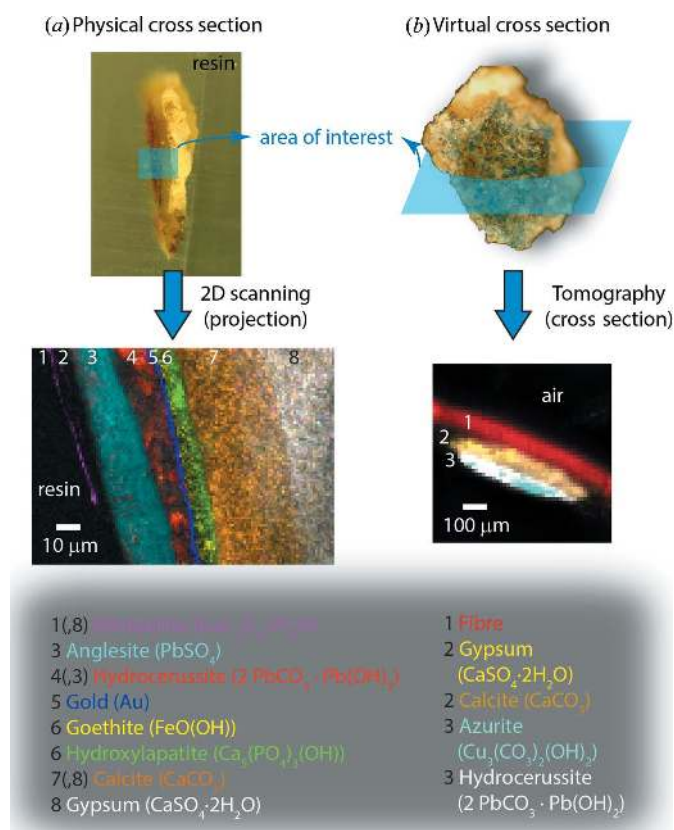 (a) Physical cross section
(b) Virtual cross section
resin
area of interest
2D scanning
(projection)
Tomography
(cross section)
1 2 3 4 5 6 7 8
resin
10 μm
air
1
2
3
100 μm
1(,8)
3 Anglesite (PbSO₄)
4(,3) Hydrocerussite (2 PbCO₃ · Pb(OH)₂)
5 Gold (Au)
6 Goethite (FeO(OH))
6 Hydroxylapatite (Ca₅(PO₄)₃(OH))
7(,8) Calcite (CaCO₃)
8 Gypsum (CaSO₄·2H₂O)
1 Fibre
2 Gypsum
(CaSO₄·2H₂O)
2 Calcite (CaCO₃)
3 Azurite
(Cu₃(CO₃)₂(OH)₂)
3 Hydrocerussite
(2 PbCO₃ · Pb(OH)₂)